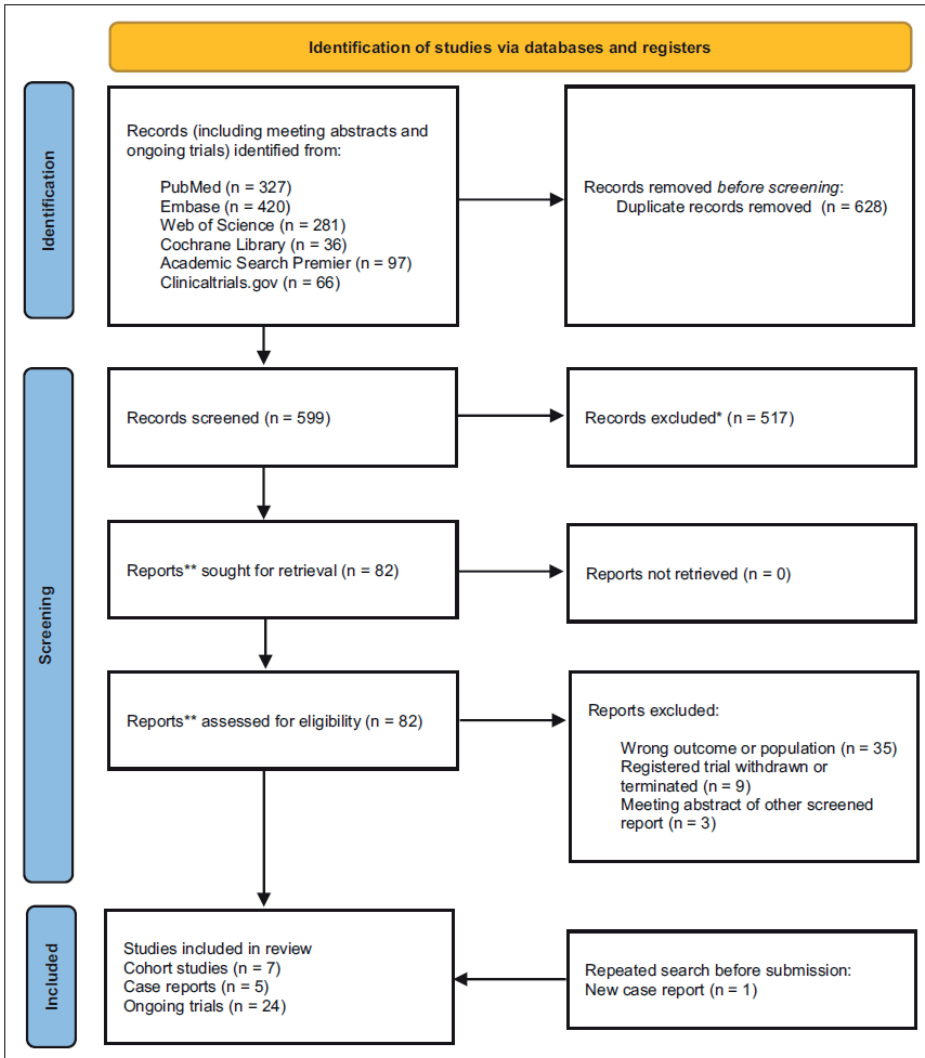 Identification of studies via databases and registers
Identification
Records (including meeting abstracts and
ongoing trials) identified from:
PubMed (n = 327)
Embase (n = 420)
Web of Science (n = 281)
Cochrane Library (n = 36)
Academic Search Premier (n = 97)
Clinicaltrials.gov (n = 66)
Records removed before screening:
Duplicate records removed (n = 628)
Screening
Records screened (n = 599)
Records excluded* (n = 517)
Reports** sought for retrieval (n = 82)
Reports not retrieved (n = 0)
Reports** assessed for eligibility (n = 82)
Reports excluded:
Wrong outcome or population (n = 35)
Registered trial withdrawn or
terminated (n = 9)
Meeting abstract of other screened
report (n = 3)
Included
Studies included in review
Cohort studies (n = 7)
Case reports (n = 5)
Ongoing trials (n = 24)
Repeated search before submission:
New case report (n = 1)